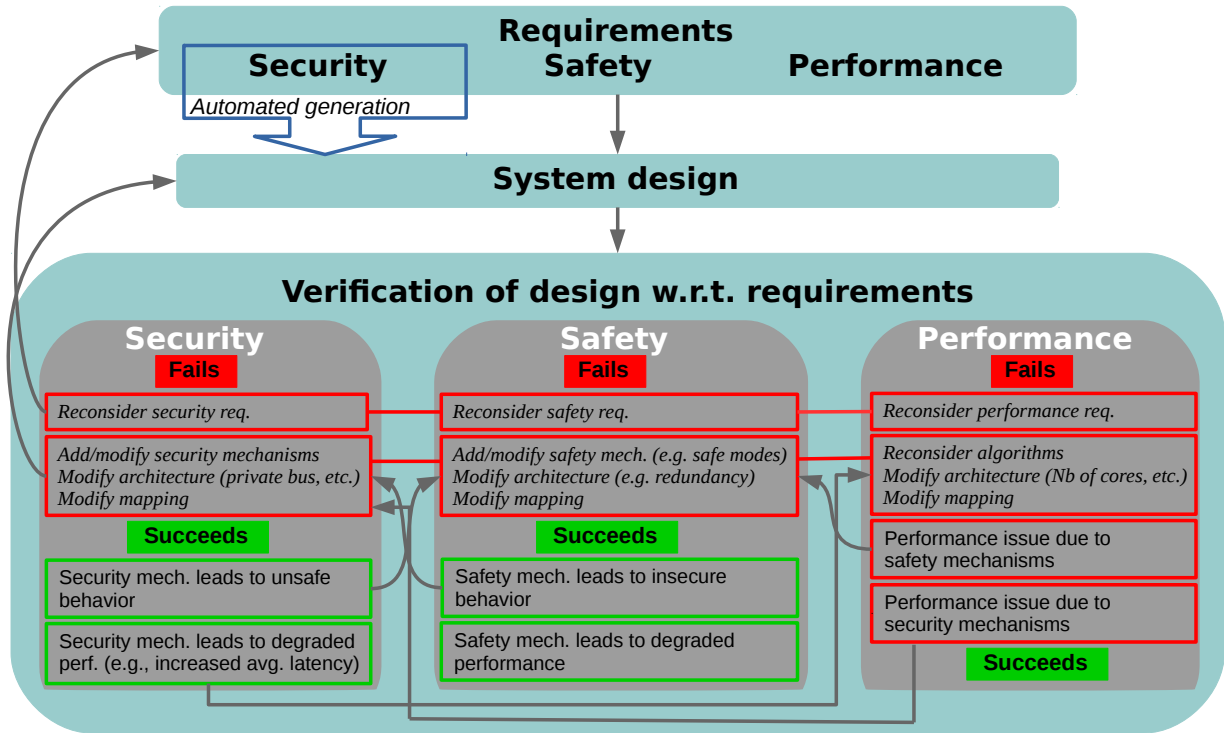 Requirements
Security
Safety
Performance
Automated generation
System design
Verification of design w.r.t. requirements
Security
Fails
Reconsider security req.
Add/modify security mechanisms
Modify architecture (private bus, etc.)
Modify mapping
Succeeds
Security mech. leads to unsafe
behavior
Security mech. leads to degraded
perf. (e.g., increased avg. latency)
Safety
Fails
Reconsider safety req.
Add/modify safety mech. (e.g. safe modes)
Modify architecture (e.g. redundancy)
Modify mapping
Succeeds
Safety mech. leads to insecure
behavior
Safety mech. leads to degraded
performance
Performance
Fails
Reconsider performance req.
Reconsider algorithms
Modify architecture (Nb of cores, etc.)
Modify mapping
Performance issue due to
safety mechanisms
Performance issue due to
security mechanisms
Succeeds